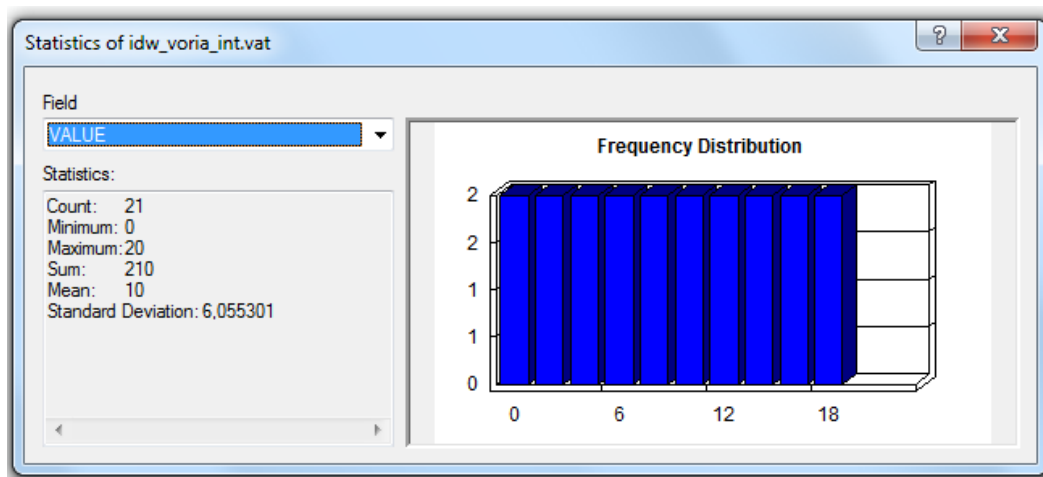 Statistics of idw_voria_int.vat
Field
VALUE
Statistics:
Count: 21
Minimum: 0
Maximum: 20
Sum: 210
Mean: 10
Standard Deviation: 6,055301
Frequency Distribution
2
2
1
1
0
0 6 12 18